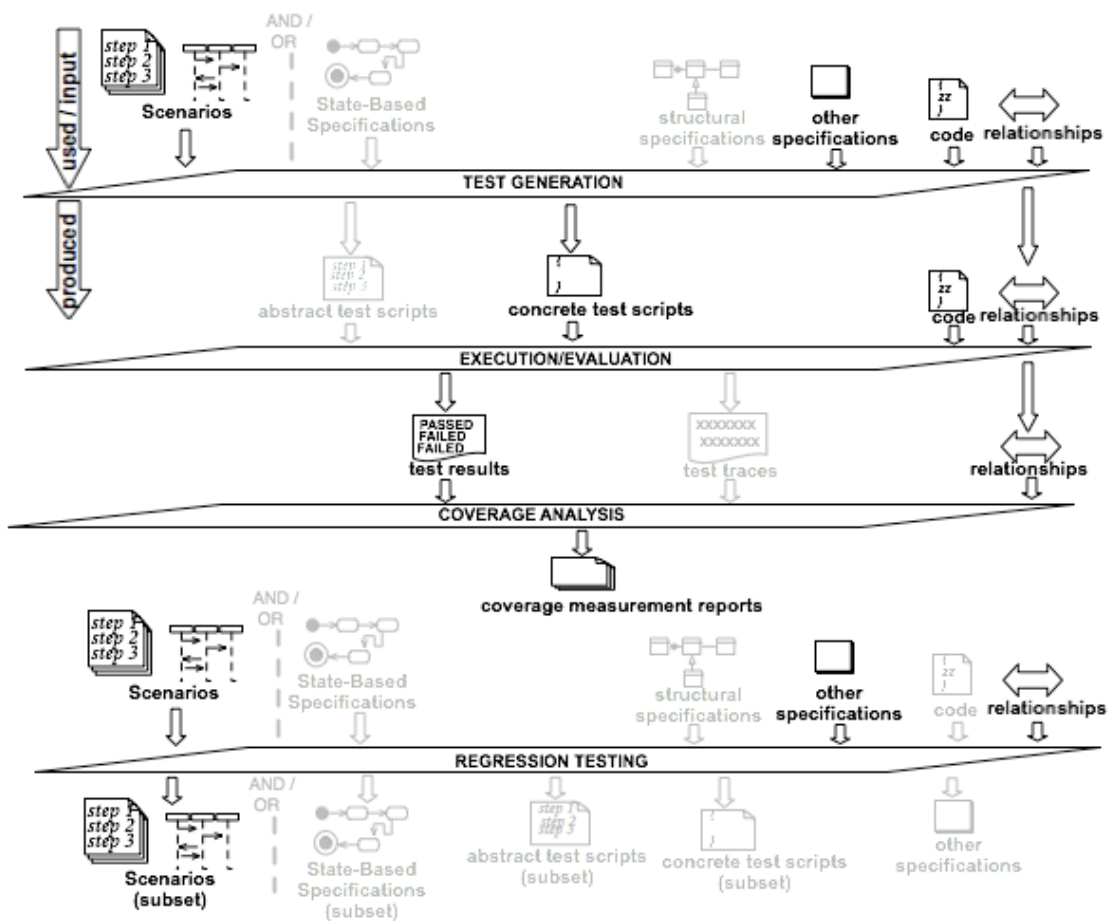 used / input
step 1
step 2
step 3
Scenarios
AND /
OR
State-Based
Specifications
structural
specifications
other
specifications
{
zz
}
code
relationships
TEST GENERATION
produced
step 1
step 2
step 3
abstract test scripts
{
}
concrete test scripts
{
zz
}
code
relationships
EXECUTION/EVALUATION
PASSED
FAILED
FAILED
test results
XXXXXXX
XXXXXXX
test traces
relationships
COVERAGE ANALYSIS
coverage measurement reports
step 1
step 2
step 3
Scenarios
AND /
OR
State-Based
Specifications
structural
specifications
other
specifications
{
zz
}
code
relationships
REGRESSION TESTING
step 1
step 2
step 3
Scenarios
(subset)
AND /
OR
State-Based
Specifications
(subset)
step 1
step 2
step 3
abstract test scripts
(subset)
{
}
concrete test scripts
(subset)
other
specifications